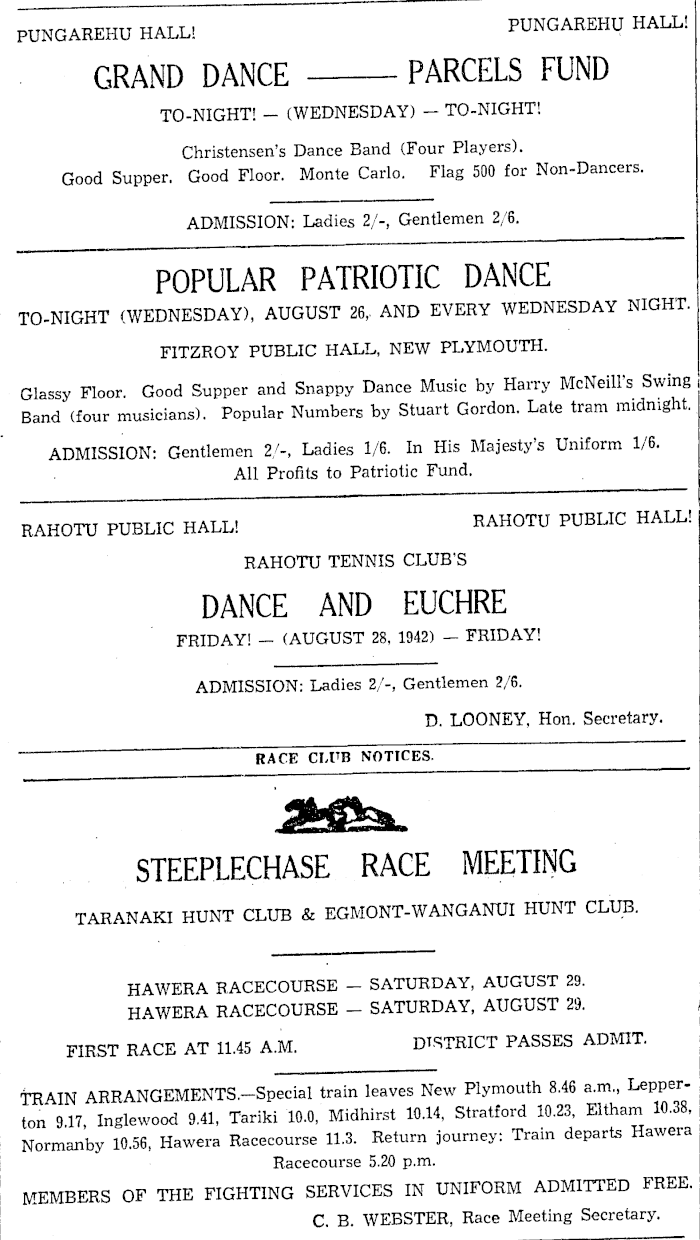 PUNGAREHU HALL! PUNGAREHU HALL!
GRAND DANCE —— PARCELS FUND
TO-NIGHT! — (WEDNESDAY) — TO-NIGHT!
Christensen's Dance Band (Four Players).
Good Supper. Good Floor. Monte Carlo. Flag 500 for Non-Dancers.
ADMISSION: Ladies 2/-, Gentlemen 2/6.
POPULAR PATRIOTIC DANCE
TO-NIGHT (WEDNESDAY), AUGUST 26, AND EVERY WEDNESDAY NIGHT.
FITZROY PUBLIC HALL, NEW PLYMOUTH.
Glassy Floor. Good Supper and Snappy Dance Music by Harry McNeill's Swing
Band (four musicians). Popular Numbers by Stuart Gordon. Late tram midnight.
ADMISSION: Gentlemen 2/-, Ladies 1/6. In His Majesty's Uniform 1/6.
All Profits to Patriotic Fund.
RAHOTU PUBLIC HALL! RAHOTU PUBLIC HALL!
RAHOTU TENNIS CLUB'S
DANCE AND EUCHRE
FRIDAY! — (AUGUST 28, 1942) — FRIDAY!
ADMISSION: Ladies 2/-, Gentlemen 2/6.
D. LOONEY, Hon. Secretary.
RACE CLUB NOTICES.
STEEPLECHASE RACE MEETING
TARANAKI HUNT CLUB & EGMONT-WANGANUI HUNT CLUB.
HAWERA RACECOURSE — SATURDAY, AUGUST 29.
HAWERA RACECOURSE — SATURDAY, AUGUST 29.
FIRST RACE AT 11.45 A.M. DISTRICT PASSES ADMIT.
TRAIN ARRANGEMENTS.—Special train leaves New Plymouth 8.46 a.m., Lepper-
ton 9.17, Inglewood 9.41, Tariki 10.0, Midhirst 10.14, Stratford 10.23, Eltham 10.38,
Normanby 10.56, Hawera Racecourse 11.3. Return journey: Train departs Hawera
Racecourse 5.20 p.m.
MEMBERS OF THE FIGHTING SERVICES IN UNIFORM ADMITTED FREE.
C. B. WEBSTER, Race Meeting Secretary.